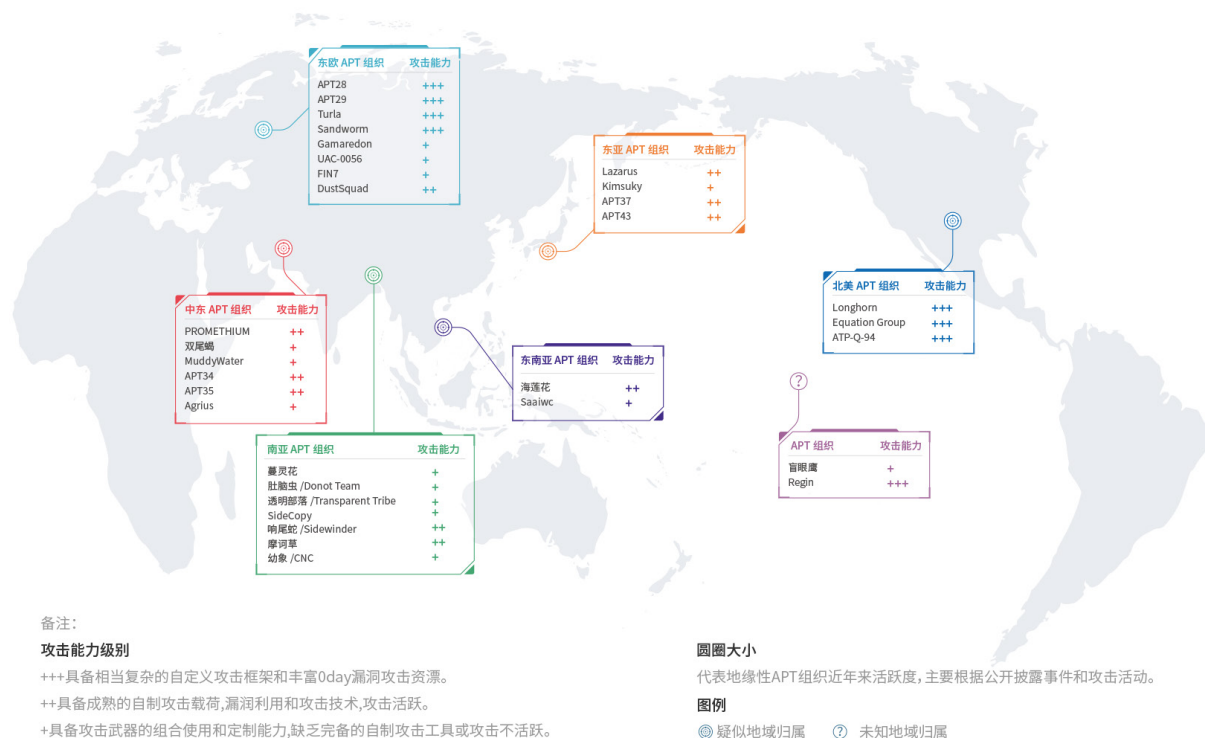 东欧 APT 组织 攻击能力
APT28 +++
APT29 +++
Turla +++
Sandworm +++
Gamaredon +
UAC-0056 +
FIN7 +
DustSquad ++
东亚 APT 组织 攻击能力
Lazarus ++
Kimsuky +
APT37 ++
APT43 ++
北美 APT 组织 攻击能力
Longhorn +++
Equation Group +++
ATP-Q-94 +++
中东 APT 组织 攻击能力
PROMETHIUM ++
双尾蝎 +
MuddyWater +
APT34 ++
APT35 ++
Agrius +
东南亚 APT 组织 攻击能力
海莲花 ++
Saaiwc +
?
APT 组织 攻击能力
盲眼鹰 +
Regin +++
南亚 APT 组织 攻击能力
蔓灵花 +
肚脑虫 /Donot Team +
透明部落 /Transparent Tribe +
SideCopy +
响尾蛇 /Sidewinder ++
摩诃草 ++
幼象 /CNC +
备注：
攻击能力级别
+++具备相当复杂的自定义攻击框架和丰富0day漏洞攻击资漂。
++具备成熟的自制攻击载荷,漏润利用和攻击技术,攻击活跃。
+具备攻击武器的组合使用和定制能力,缺乏完备的自制攻击工具或攻击不活跃。
圆圈大小
代表地缘性APT组织近年来活跃度，主要根据公开披露事件和攻击活动。
图例
疑似地域归属 ? 未知地域归属